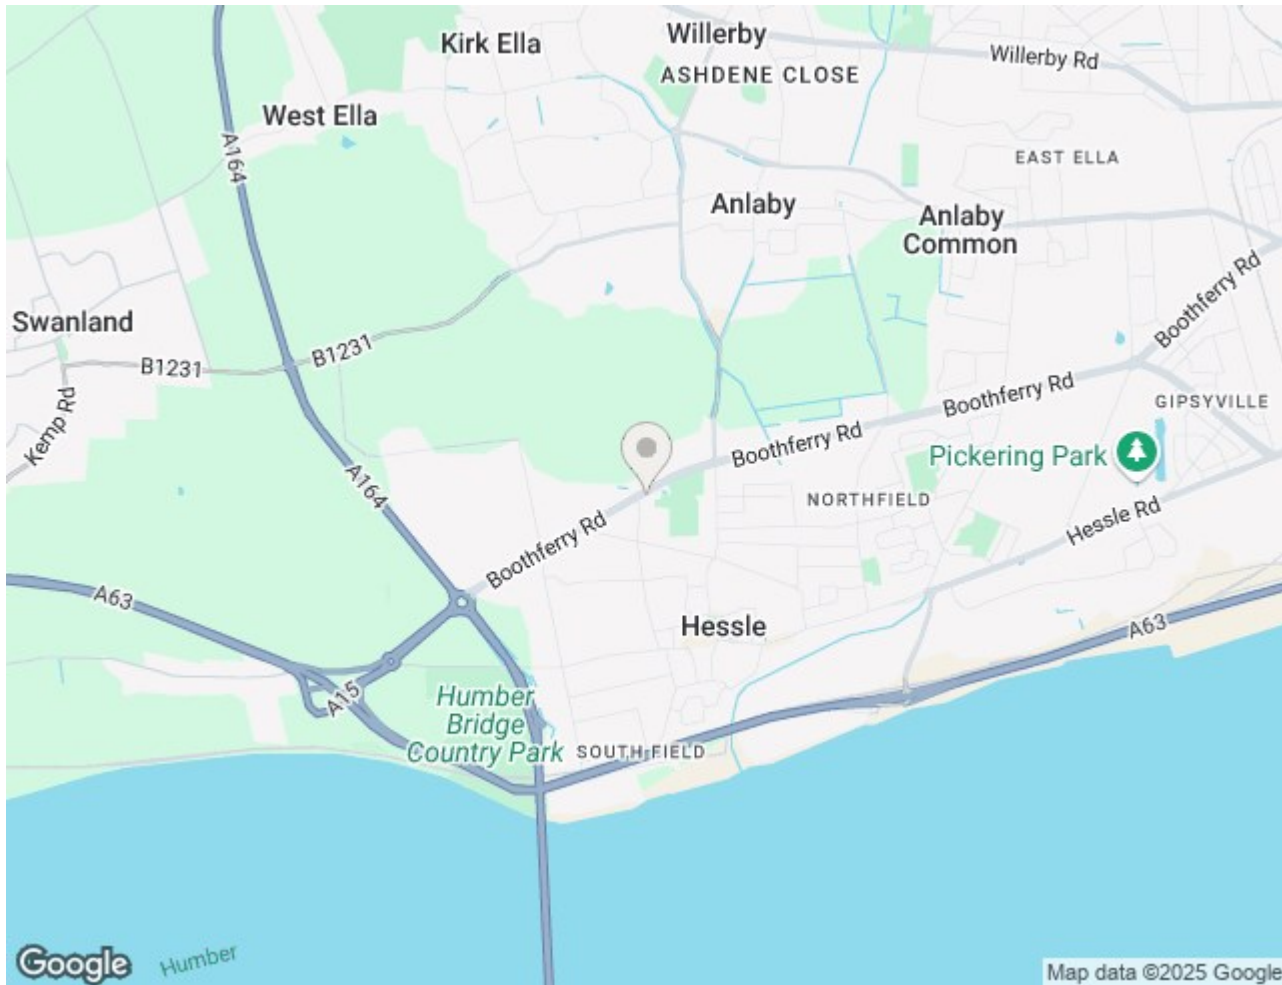 Kirk Ella
Willerby
Willerby Rd
ASHDENE CLOSE
West Ella
A164
EAST ELLA
Anlaby
Anlaby
Common
Boothferry Rd
Swanland
B1231
B1231
Kemp Rd
Boothferry Rd
GIPSYVILLE
Boothferry Rd
Pickering Park
A164
NORTHFIELD
Hessle Rd
Boothferry Rd
A63
Hessle
A63
A15
Humber
Bridge
Country Park
SOUTH FIELD
Google
Humber
Map data ©2025 Google